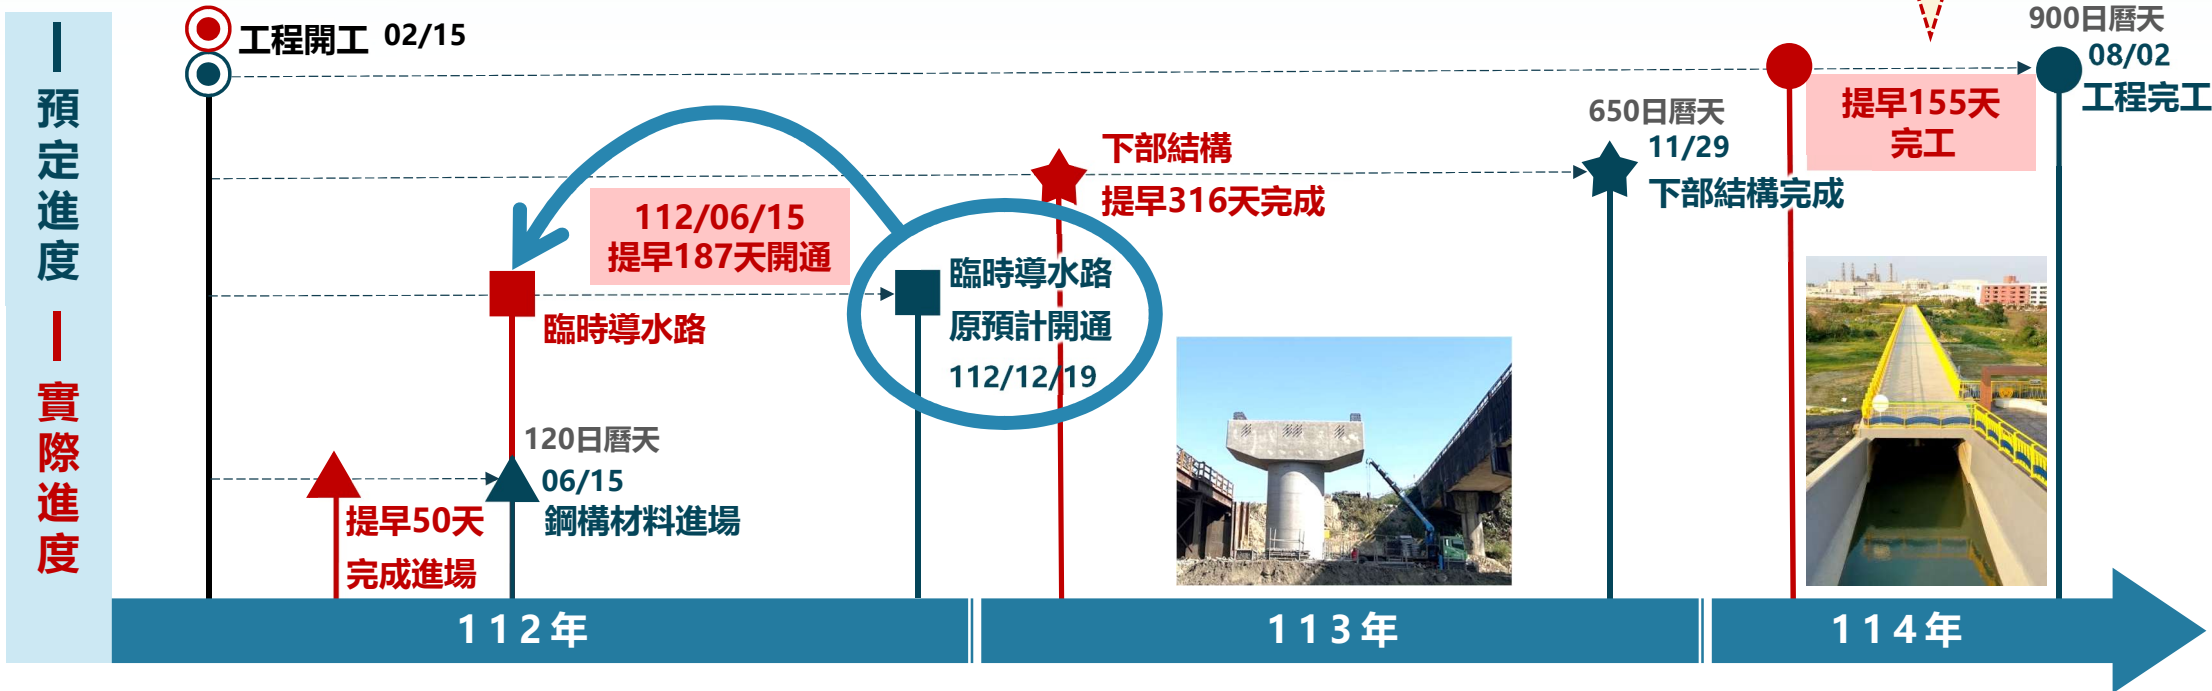 預定進度
實際進度
工程開工 02/15
900日曆天
08/02
工程完工
提早155天
完工
650日曆天
11/29
下部結構完成
下部結構
提早316天完成
112/06/15
提早187天開通
臨時導水路
原預計開通
112/12/19
臨時導水路
120日曆天
06/15
鋼構材料進場
提早50天
完成進場
112年
113年
114年